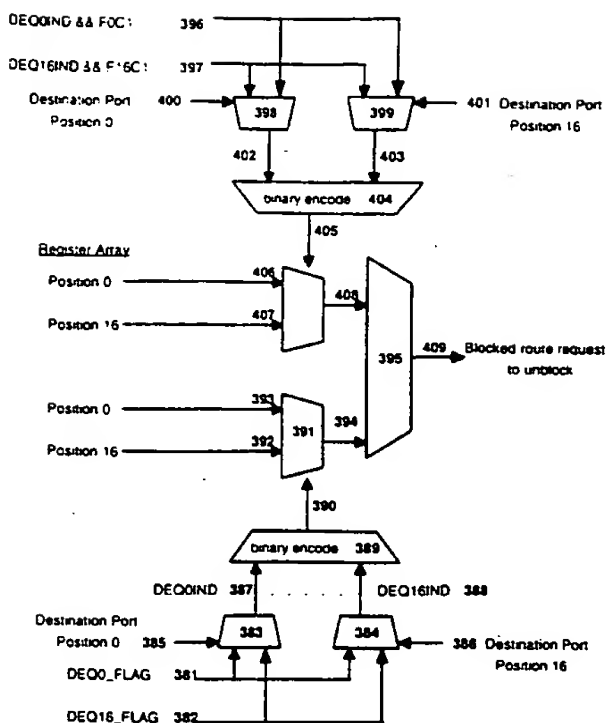 DEQ0IND && F0C1 396
DEQ16IND && F16C1 397
Destination Port 400
Position 0
398
399
401 Destination Port
Position 16
402
403
binary encode 404
405
Register Array
Position 0
406
408
Position 16
407
395
409
Blocked route request
to unblock
Position 0
393
391
394
Position 16
392
390
binary encode 389
DEQ0IND 387
DEQ16IND 388
Destination Port
Position 0 385
383
384
386 Destination Port
Position 16
DEQ0_FLAG 381
DEQ16_FLAG 382